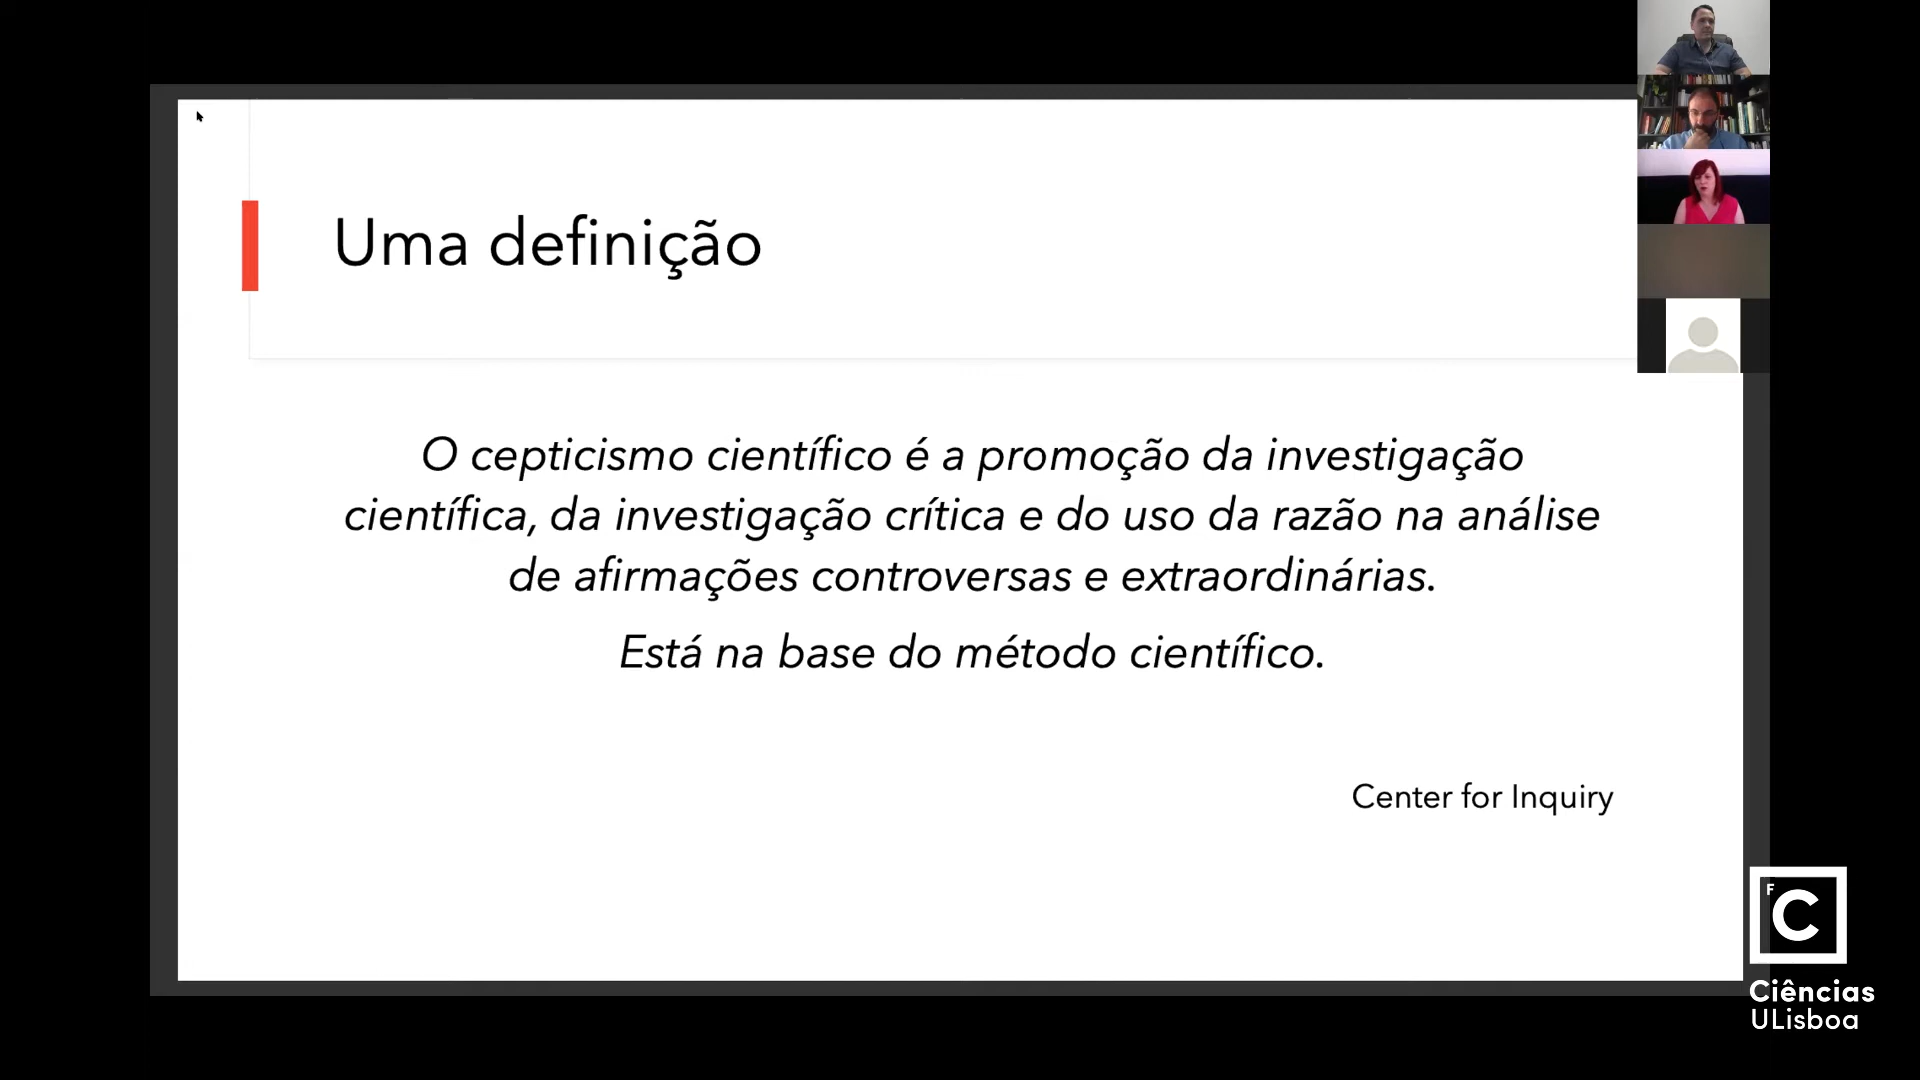 Uma definição
O cepticismo científico é a promoção da investigação
científica, da investigação crítica e do uso da razão na análise
de afirmações controversas e extraordinárias.
Está na base do método científico.
Center for Inquiry
F
C
Ciências
ULisboa